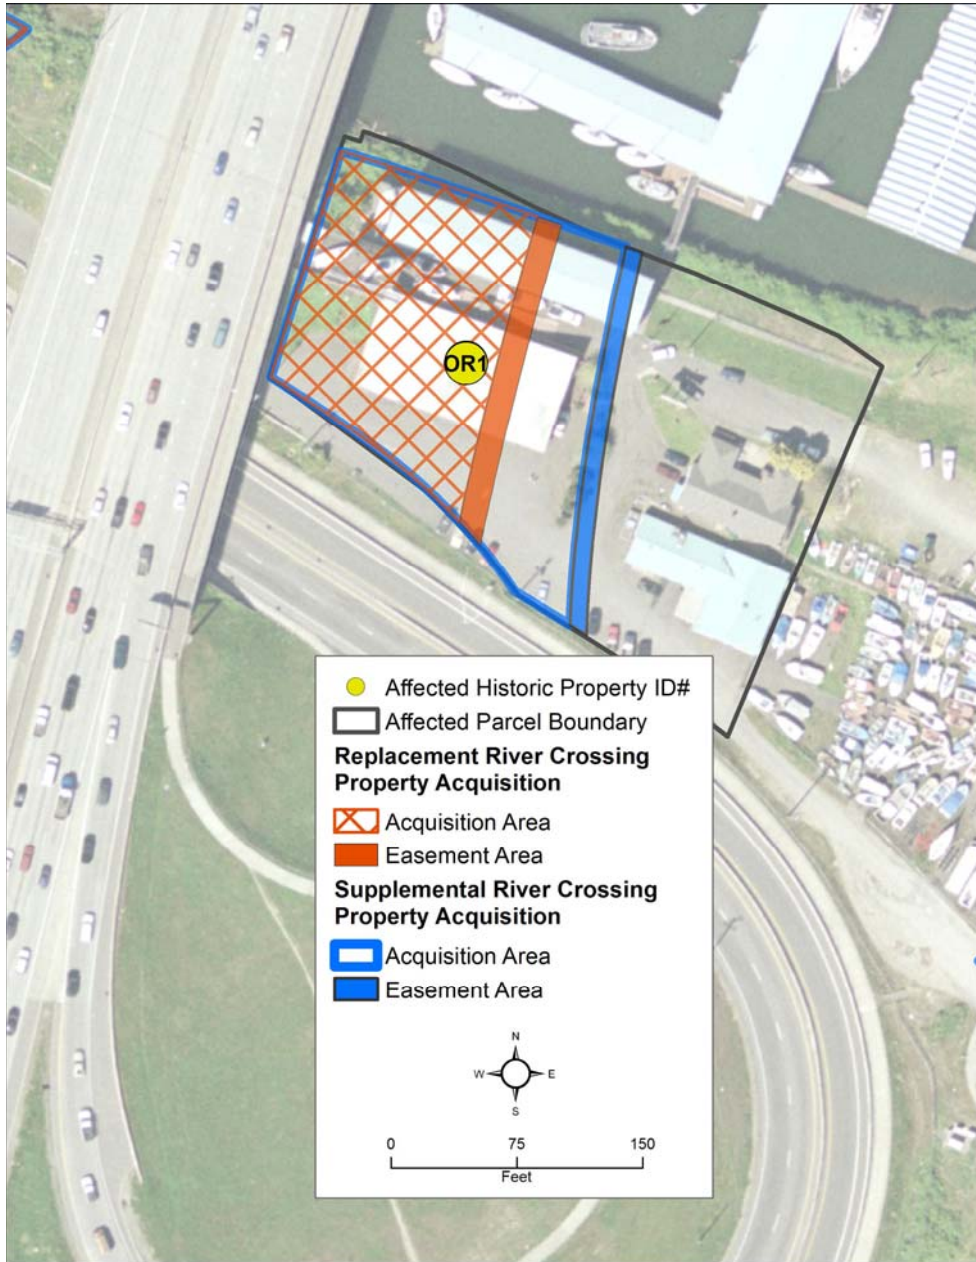 OR1
Affected Historic Property ID#
Affected Parcel Boundary
Replacement River Crossing
Property Acquisition
Acquisition Area
Easement Area
Supplemental River Crossing
Property Acquisition
Acquisition Area
Easement Area
N
W E
S
0 75 150
Feet